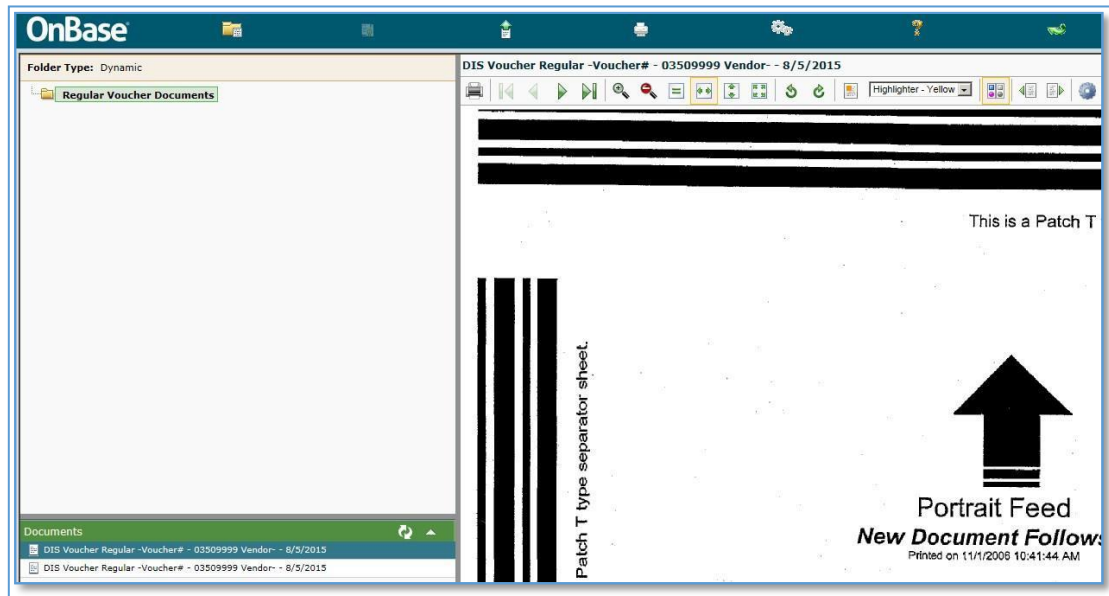 OnBase
Folder Type: Dynamic
Regular Voucher Documents
Documents
DIS Voucher Regular -Voucher# - 03509999 Vendor- - 8/5/2015
DIS Voucher Regular -Voucher# - 03509999 Vendor- - 8/5/2015
DIS Voucher Regular -Voucher# - 03509999 Vendor- - 8/5/2015
Highlighter - Yellow
This is a Patch T
Patch T type separator sheet.
Portrait Feed
New Document Follows
Printed on 11/1/2006 10:41:44 AM